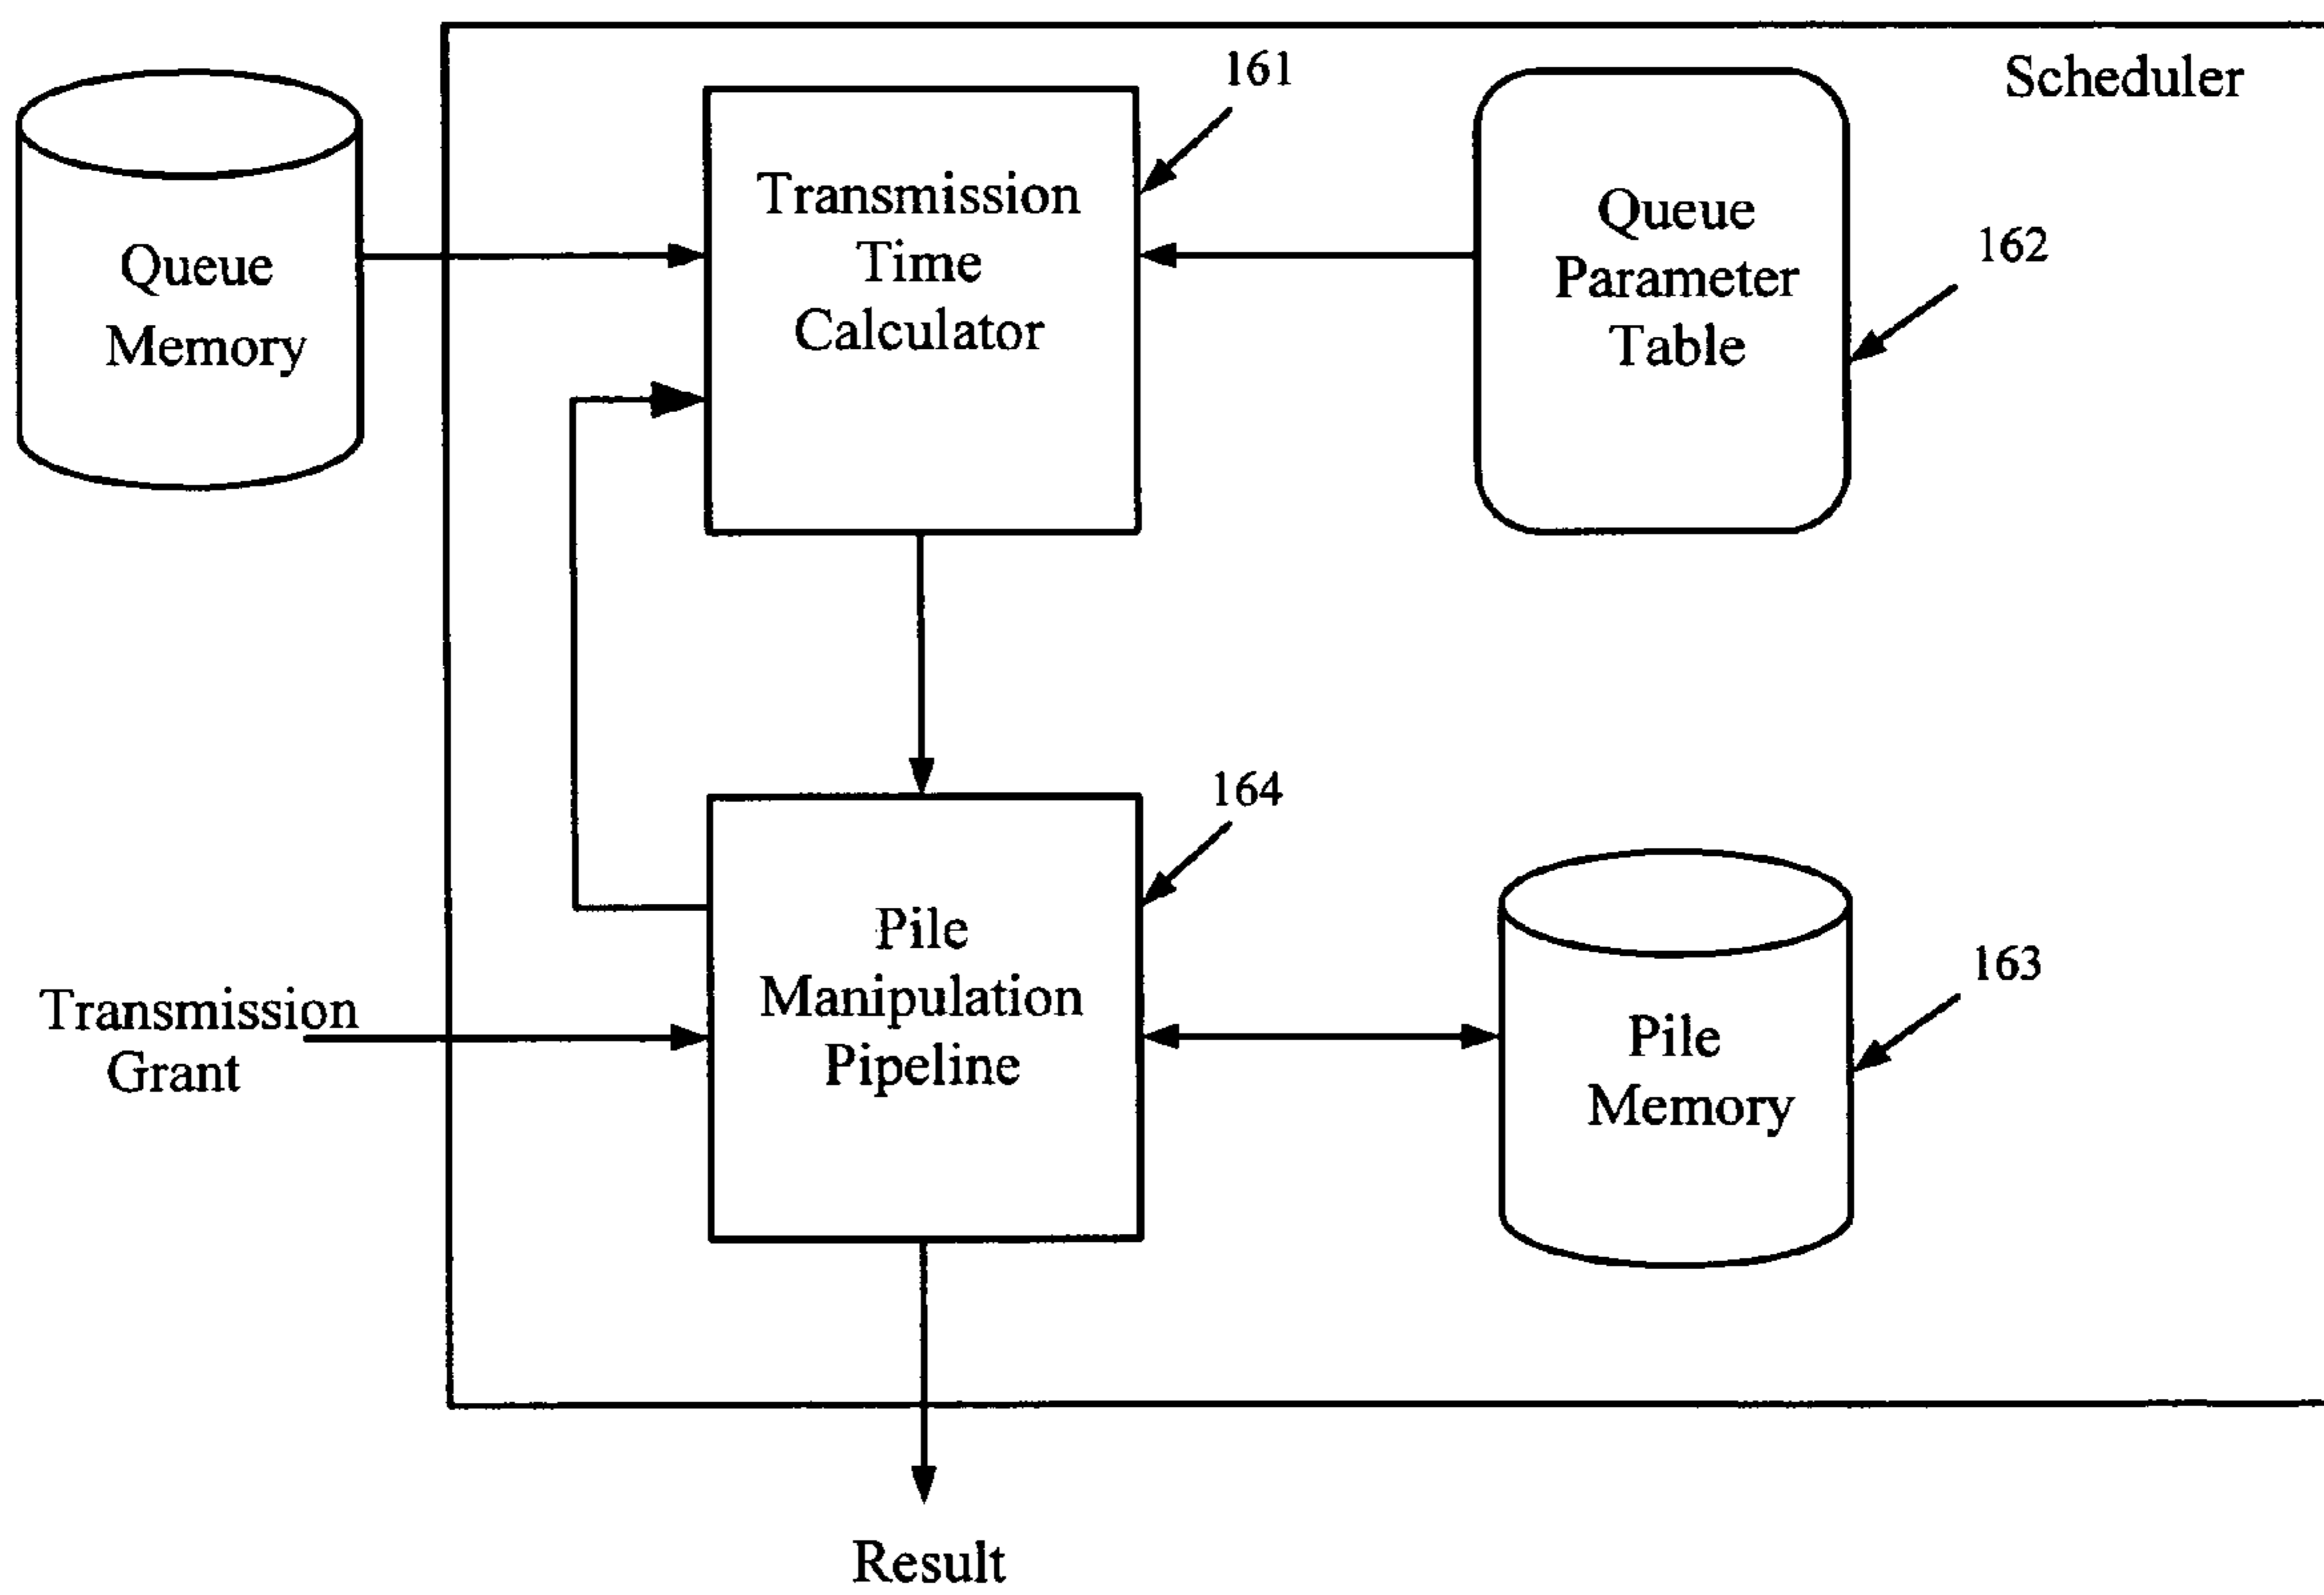 Scheduler
161
Queue
Memory
Transmission
Time
Calculator
Queue
Parameter
Table
162
164
Transmission
Grant
Pile
Manipulation
Pipeline
Pile
Memory
163
Result